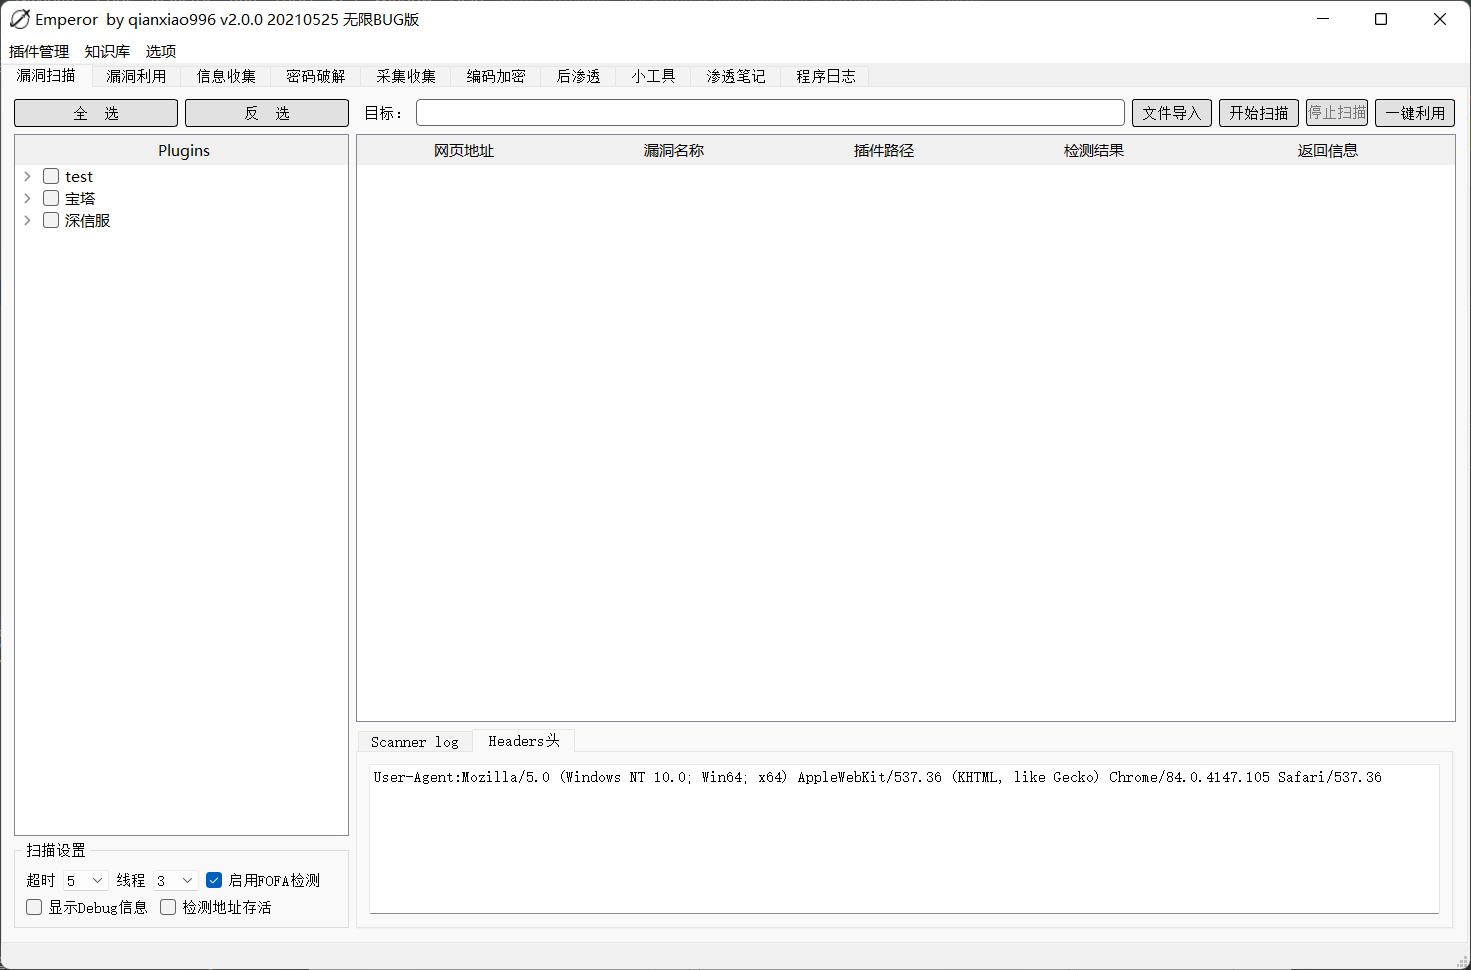 Emperor by qianxiao996 v2.0.0 20210525 无限BUG版
插件管理 知识库 选项
漏洞扫描 漏洞利用 信息收集 密码破解 采集收集 编码加密 后渗透 小工具 渗透笔记 程序日志
全 选 反 选 目标： 文件导入 开始扫描 停止扫描 一键利用
Plugins 网页地址 漏洞名称 插件路径 检测结果 返回信息
test
宝塔
深信服
Scanner log Headers头
User-Agent:Mozilla/5.0 (Windows NT 10.0; Win64; x64) AppleWebKit/537.36 (KHTML, like Gecko) Chrome/84.0.4147.105 Safari/537.36
扫描设置
超时 5 线程 3 启用FOFA检测
显示Debug信息 检测地址存活